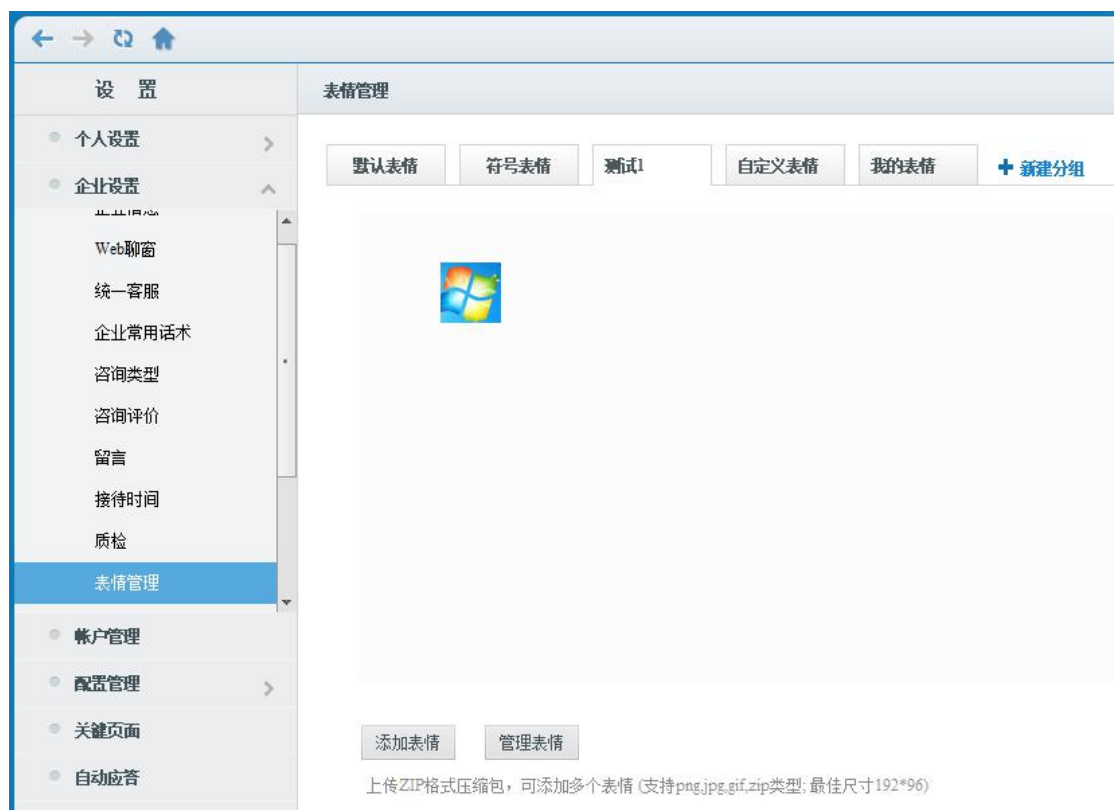 设 置
表情管理
个人设置
企业设置
企业信息
Web聊窗
统一客服
企业常用话术
咨询类型
咨询评价
留言
接待时间
质检
表情管理
帐户管理
配置管理
关键页面
自动应答
默认表情 符号表情 测试1 自定义表情 我的表情 新建分组
添加表情 管理表情
上传ZIP格式压缩包，可添加多个表情 (支持png,jpg,gif,zip类型; 最佳尺寸192*96)